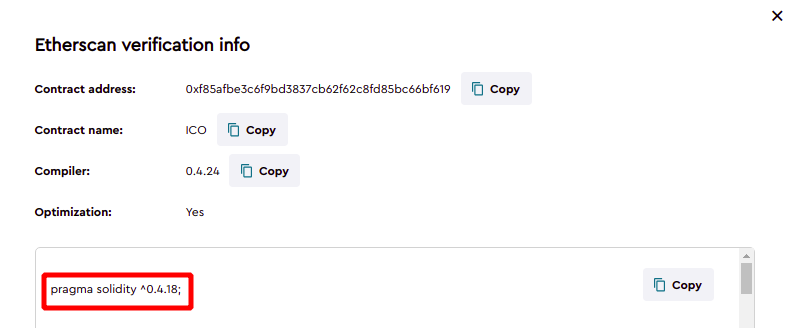 Etherscan verification info
Contract address: 0xf85afbe3c6f9bd3837cb62f62c8fd85bc66bf619 Copy
Contract name: ICO Copy
Compiler: 0.4.24 Copy
Optimization: Yes
pragma solidity ^0.4.18; Copy